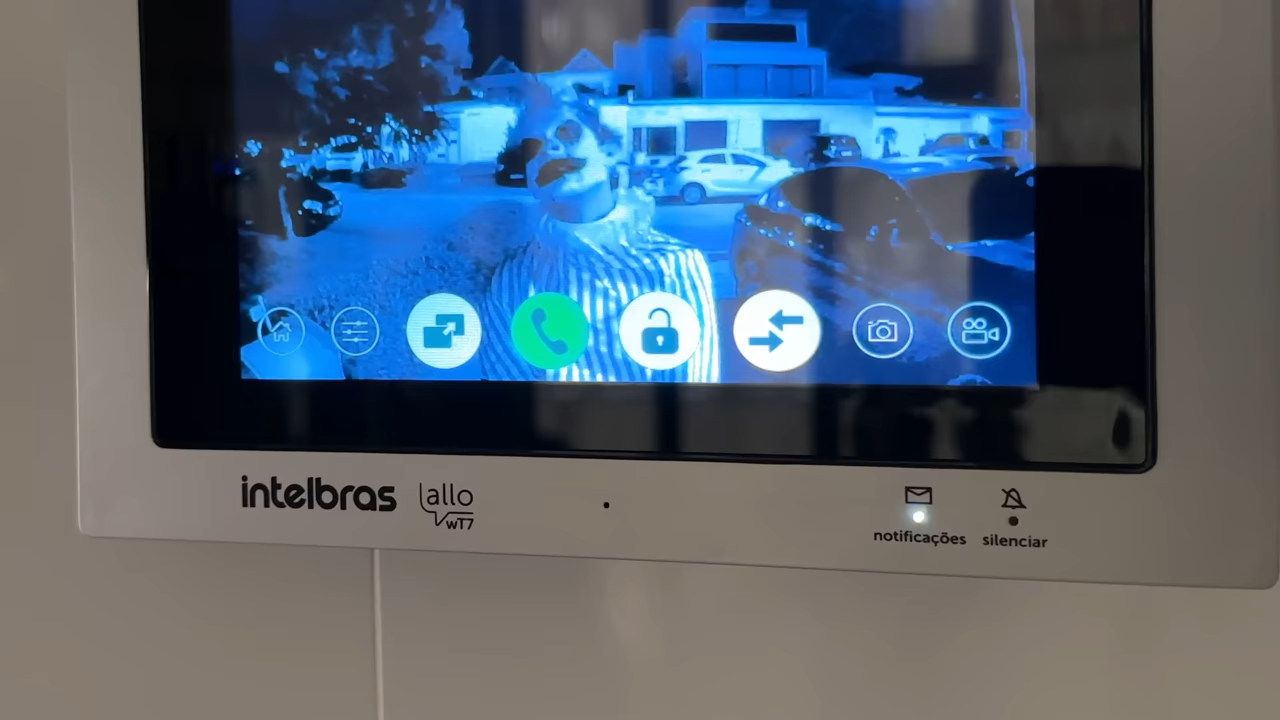 intelbras
allo
wT7
notificações
silenciar